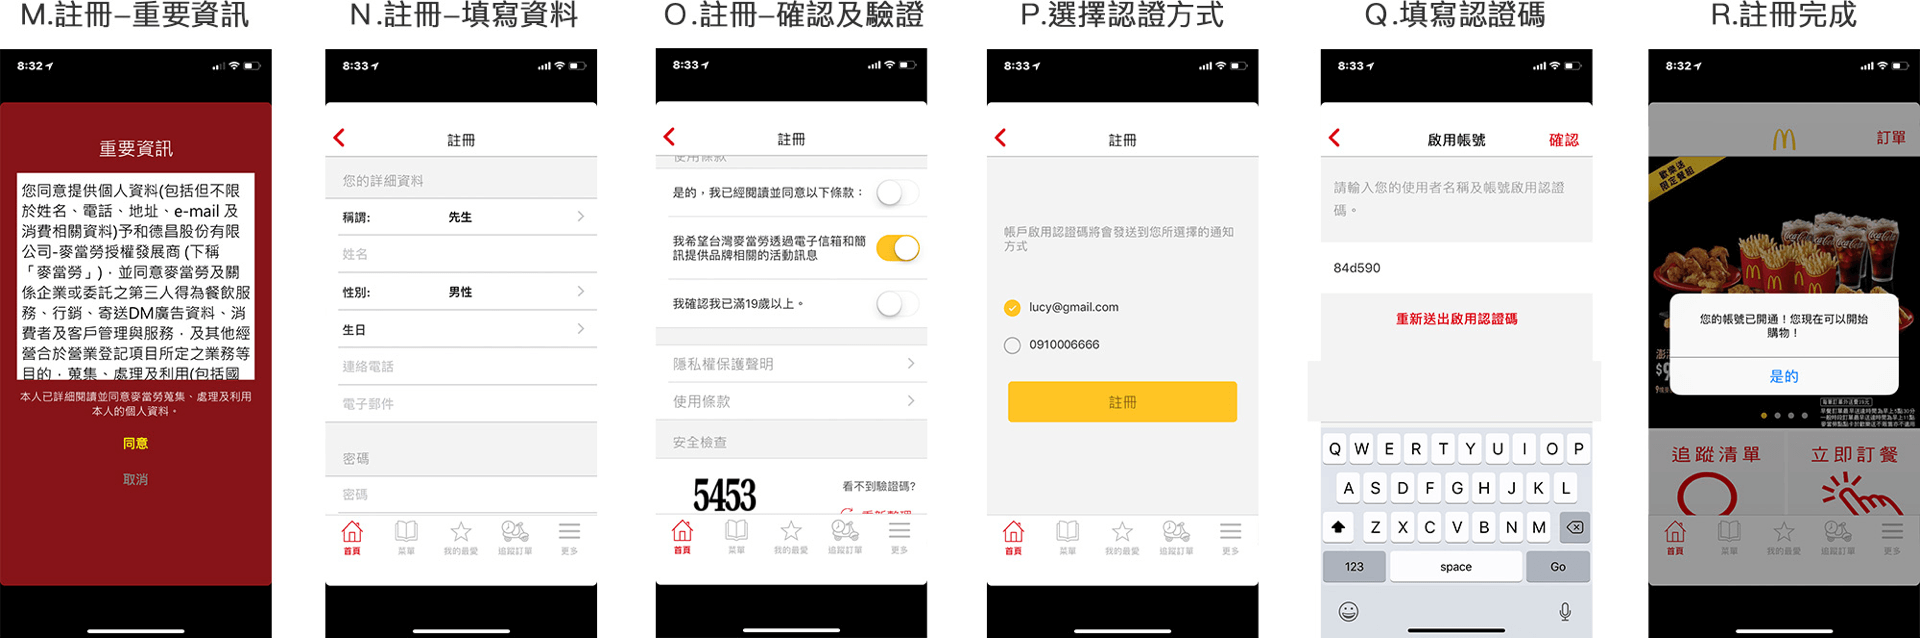 M.註冊–重要資訊
8:32
重要資訊
您同意提供個人資料(包括但不限
於姓名、電話、地址、e-mail 及
消費相關資料)予和德昌股份有限
公司-麥當勞授權發展商 (下稱
「麥當勞」)，並同意麥當勞及關
係企業或委託之第三人得為餐飲服
務、行銷、寄送DM廣告資料、消
費者及客戶管理與服務，及其他經
營合於營業登記項目所定之業務等
目的，蒐集、處理及利用(包括國
本人已詳細閱讀並同意麥當勞蒐集、處理及利用
本人的個人資料。
同意
取消
N.註冊–填寫資料
8:33
註冊
您的詳細資料
稱謂: 先生
姓名
性別: 男性
生日
連絡電話
電子郵件
密碼
密碼
首頁 菜單 我的最愛 追蹤訂單 更多
O.註冊–確認及驗證
8:33
註冊
使用條款
是的，我已經閱讀並同意以下條款：
我希望台灣麥當勞透過電子信箱和簡
訊提供品牌相關的活動訊息
我確認我已滿19歲以上。
隱私權保護聲明
使用條款
安全檢查
5453
看不到驗證碼?
重新整理
首頁 菜單 我的最愛 追蹤訂單 更多
P.選擇認證方式
8:33
註冊
帳戶啟用認證碼將會發送到您所選擇的通知
方式
lucy@gmail.com
0910006666
註冊
首頁 菜單 我的最愛 追蹤訂單 更多
Q.填寫認證碼
8:33
啟用帳號 確認
請輸入您的使用者名稱及帳號啟用認證
碼。
84d590
重新送出啟用認證碼
Q W E R T Y U I O P
A S D F G H J K L
Z X C V B N M
123 space Go
R.註冊完成
8:32
訂單
歡樂送
限定餐組
Coca-Cola
您的帳號已開通！您現在可以開始
購物！
是的
追蹤清單 立即訂餐
首頁 菜單 我的最愛 追蹤訂單 更多